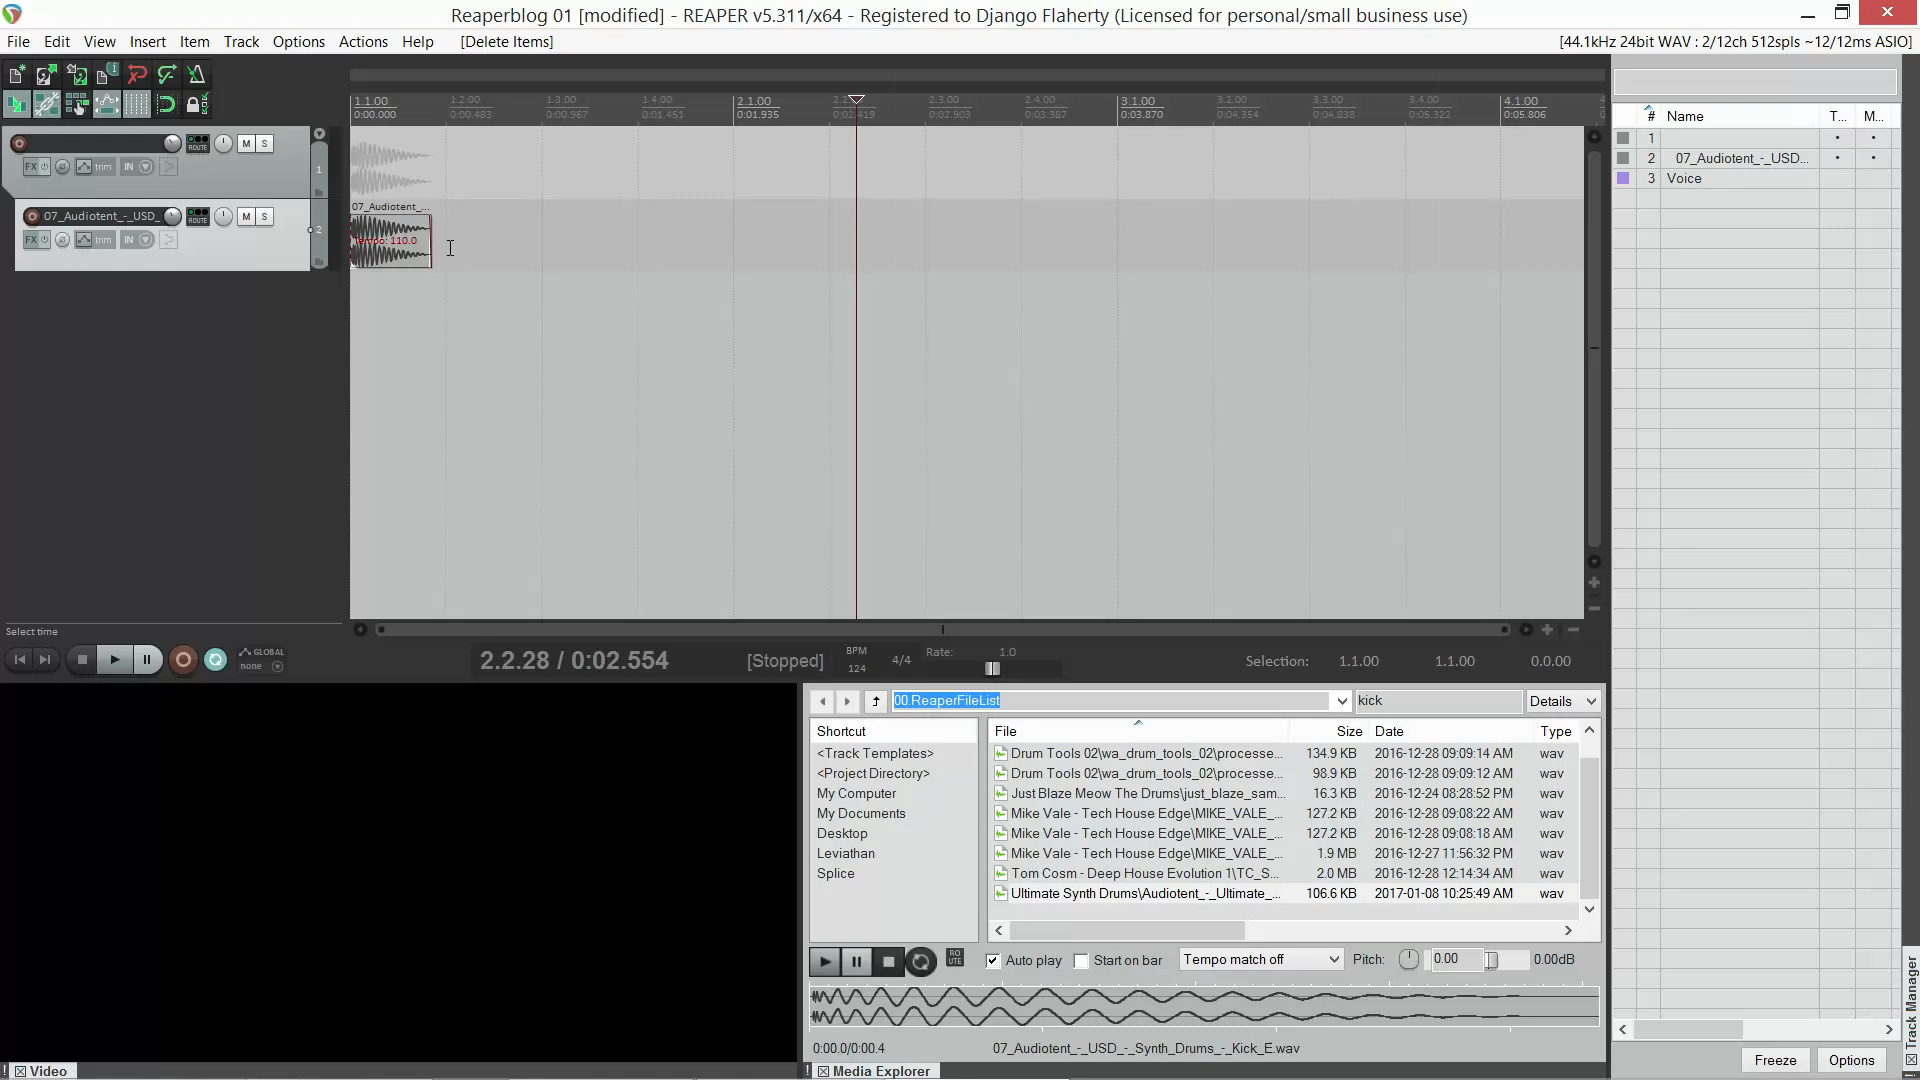 Reaperblog 01 [modified] - REAPER v5.311/x64 - Registered to Django Flaherty (Licensed for personal/small business use)
File Edit View Insert Item Track Options Actions Help [Delete Items] [44.1kHz 24bit WAV : 2/12ch 512spls ~12/12ms ASIO]
1.1.00 1.2.00 1.3.00 1.4.00 2.1.00 2.3.00 2.4.00 3.1.00 3.2.00 3.3.00 3.4.00 4.1.00
0:00.000 0:00.483 0:00.967 0:01.451 0:01.935 0:02.419 0:02.903 0:03.387 0:03.870 0:04.354 0:04.838 0:05.322 0:05.806
# Name T... M...
1
2 07_Audiotent_-_USD...
3 Voice
ROUTE M S
FX trim IN
1
07_Audiotent_...
07_Audiotent_-_USD_ ROUTE M S
FX trim IN
2
Tempo: 110.0
Select time
GLOBAL
none
2.2.28 / 0:02.554 [Stopped]
BPM
124
4/4
Rate: 1.0
Selection: 1.1.00 1.1.00 0.0.00
00.ReaperFileList kick Details
Shortcut
<Track Templates>
<Project Directory>
My Computer
My Documents
Desktop
Leviathan
Splice
File Size Date Type
Drum Tools 02\wa_drum_tools_02\processe... 134.9 KB 2016-12-28 09:09:14 AM wav
Drum Tools 02\wa_drum_tools_02\processe... 98.9 KB 2016-12-28 09:09:12 AM wav
Just Blaze Meow The Drums\just_blaze_sam... 16.3 KB 2016-12-24 08:28:52 PM wav
Mike Vale - Tech House Edge\MIKE_VALE_... 127.2 KB 2016-12-28 09:08:22 AM wav
Mike Vale - Tech House Edge\MIKE_VALE_... 127.2 KB 2016-12-28 09:08:18 AM wav
Mike Vale - Tech House Edge\MIKE_VALE_... 1.9 MB 2016-12-27 11:56:32 PM wav
Tom Cosm - Deep House Evolution 1\TC_S... 2.0 MB 2016-12-28 12:14:34 AM wav
Ultimate Synth Drums\Audiotent_-_Ultimate_... 106.6 KB 2017-01-08 10:25:49 AM wav
ROUTE
Auto play Start on bar Tempo match off Pitch: 0.00 0.00dB
0:00.0/0:00.4 07_Audiotent_-_USD_-_Synth_Drums_-_Kick_E.wav
Freeze Options
Track Manager
! Video
! Media Explorer